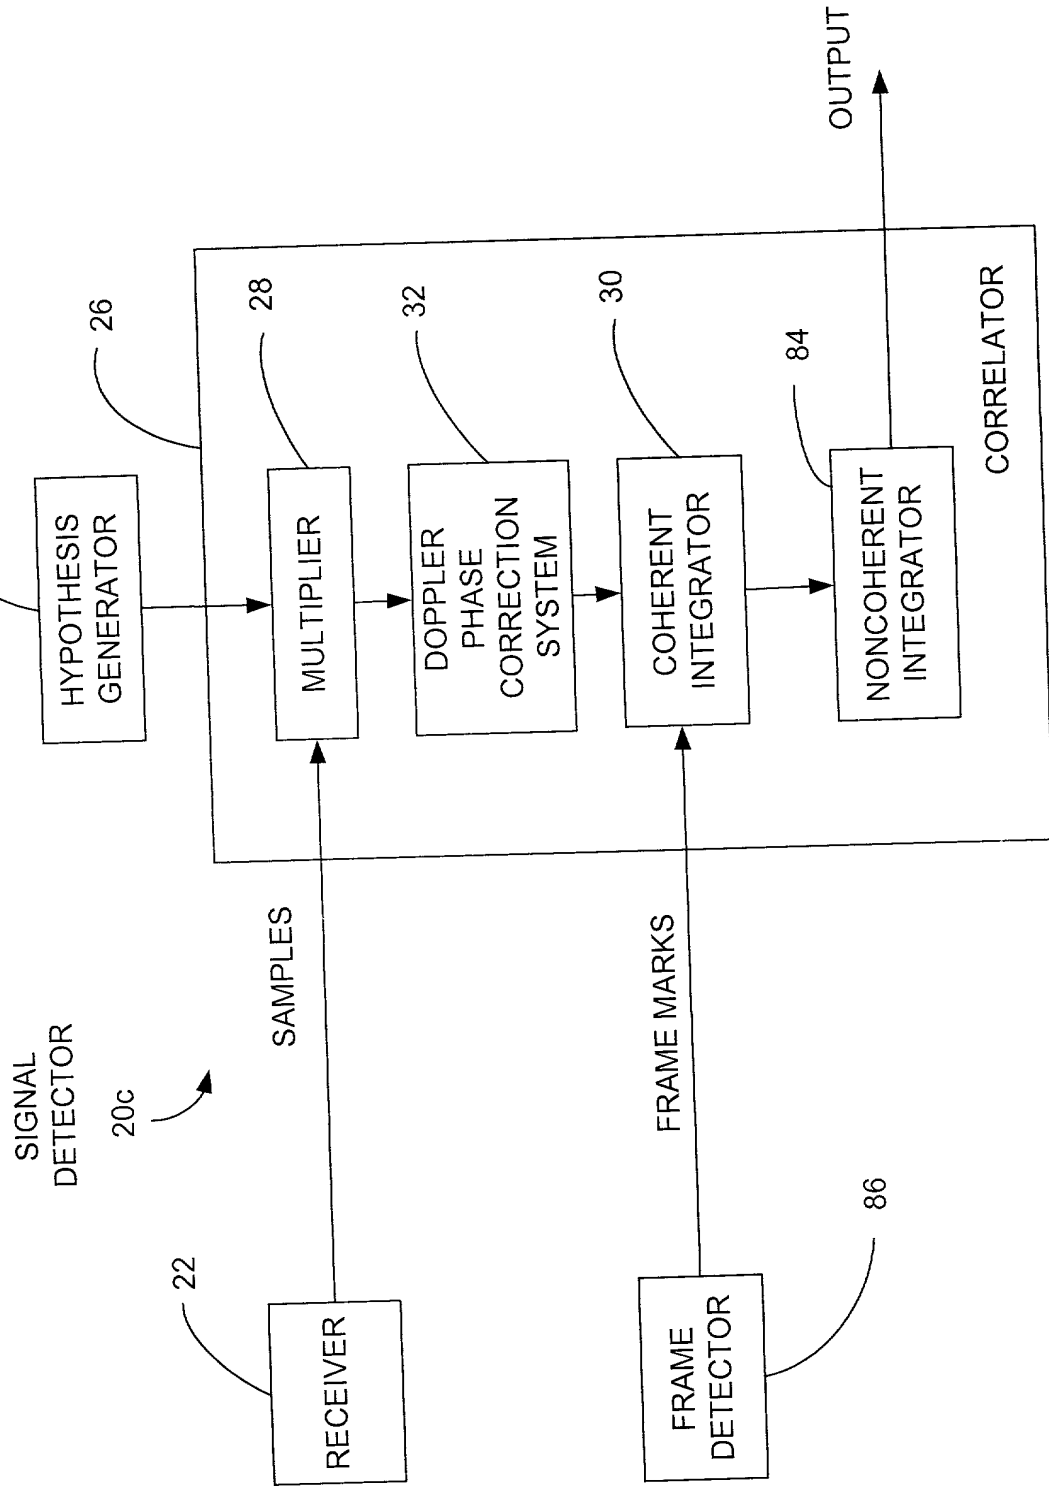 SIGNAL
DETECTOR
20c
HYPOTHESIS
GENERATOR
26
RECEIVER
22
SAMPLES
MULTIPLIER
28
DOPPLER
PHASE
CORRECTION
SYSTEM
32
FRAME
DETECTOR
86
FRAME MARKS
COHERENT
INTEGRATOR
30
NONCOHERENT
INTEGRATOR
84
CORRELATOR
OUTPUT